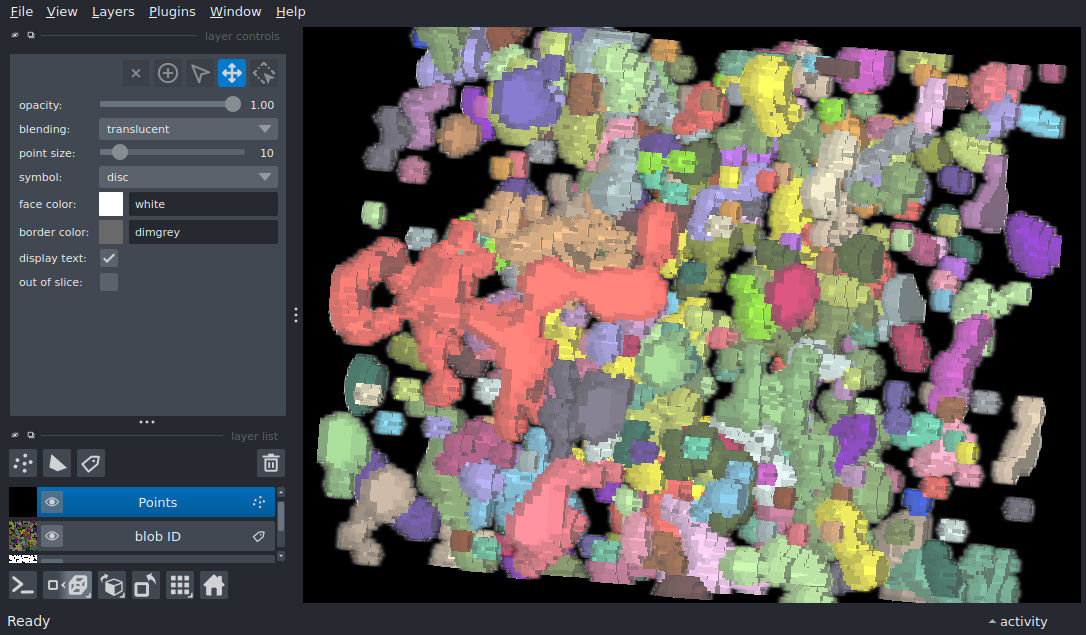 File View Layers Plugins Window Help
layer controls
opacity: 1.00
blending: translucent
point size: 10
symbol: disc
face color: white
border color: dimgrey
display text:
out of slice:
layer list
Points
blob ID
Ready
activity